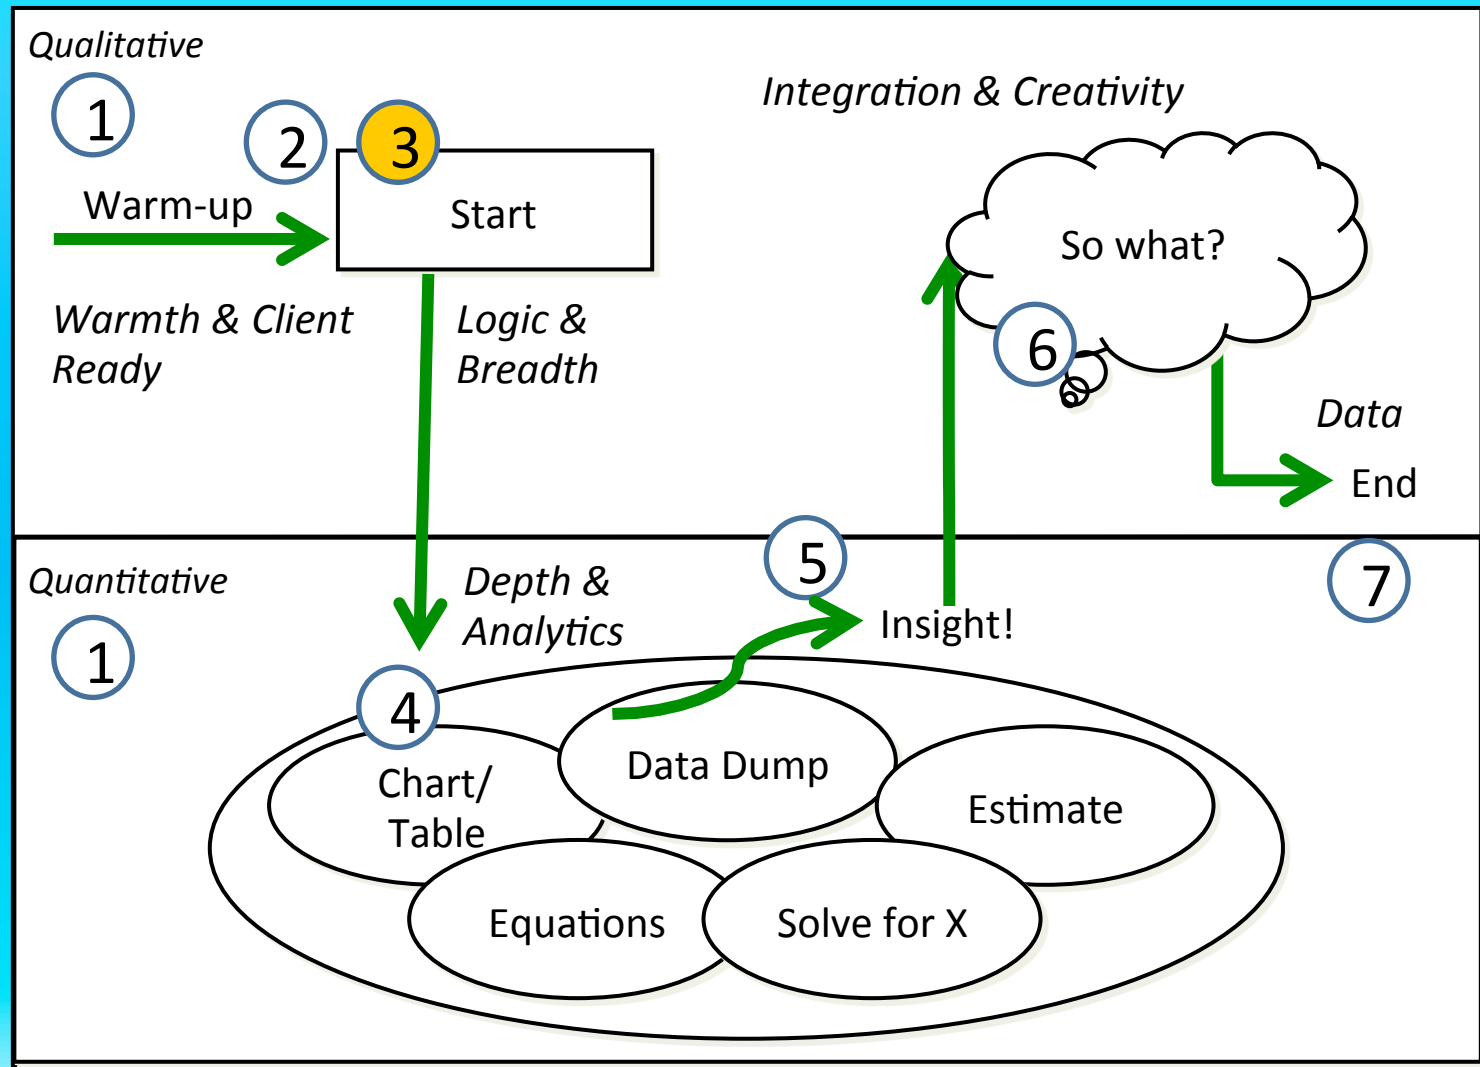 Qualitative
1
2
3
Warm-up
Start
Warmth & Client
Ready
Logic &
Breadth
Integration & Creativity
So what?
6
Data
End
Quantitative
1
Depth &
Analytics
5
Insight!
7
4
Chart/
Table
Data Dump
Estimate
Equations
Solve for X